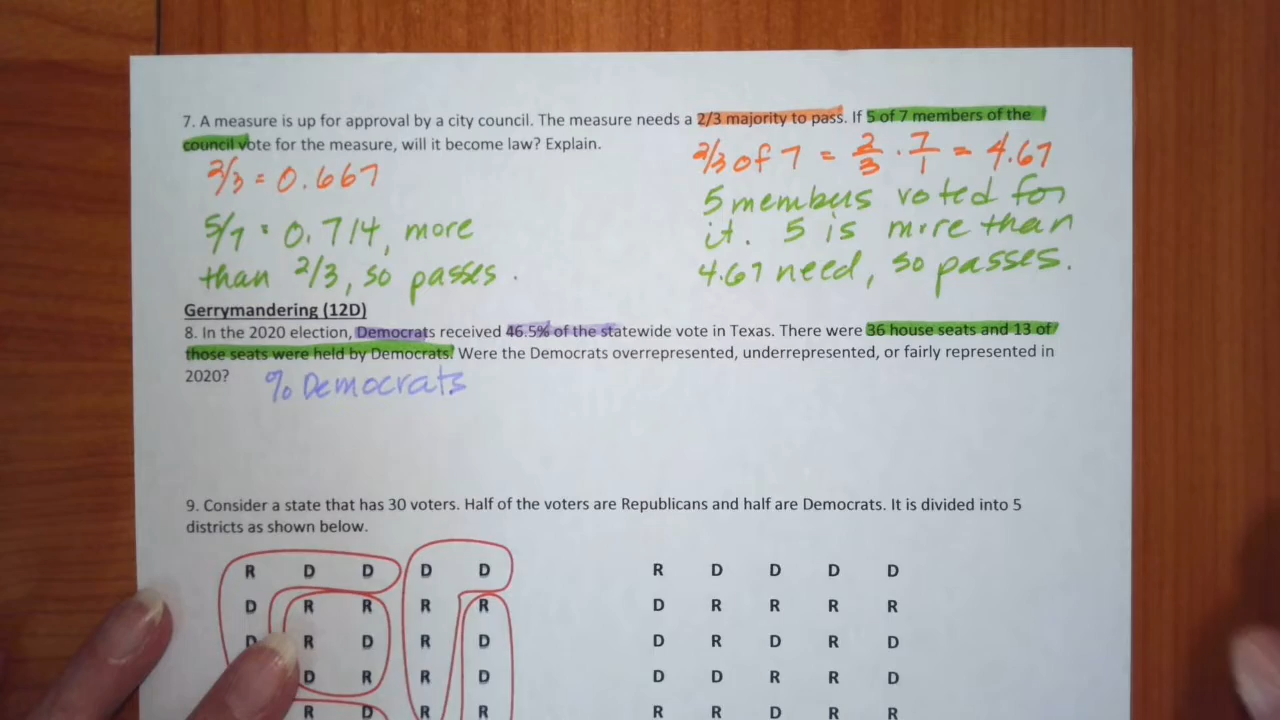 7. A measure is up for approval by a city council. The measure needs a 2/3 majority to pass. If 5 of 7 members of the
council vote for the measure, will it become law? Explain.
2/3 = 0.667
5/7 = 0.714, more
than 2/3, so passes.
2/3 of 7 = 2/3 · 7/1 = 4.67
5 members voted for
it. 5 is more than
4.67 need, so passes.
Gerrymandering (12D)
8. In the 2020 election, Democrats received 46.5% of the statewide vote in Texas. There were 36 house seats and 13 of
those seats were held by Democrats. Were the Democrats overrepresented, underrepresented, or fairly represented in
2020?
% Democrats
9. Consider a state that has 30 voters. Half of the voters are Republicans and half are Democrats. It is divided into 5
districts as shown below.
R D D D D
D R R R R
D R D R D
D R R D
R D R R
R D D D D
D R R R R
D R D R D
D D R R D
R R D R R